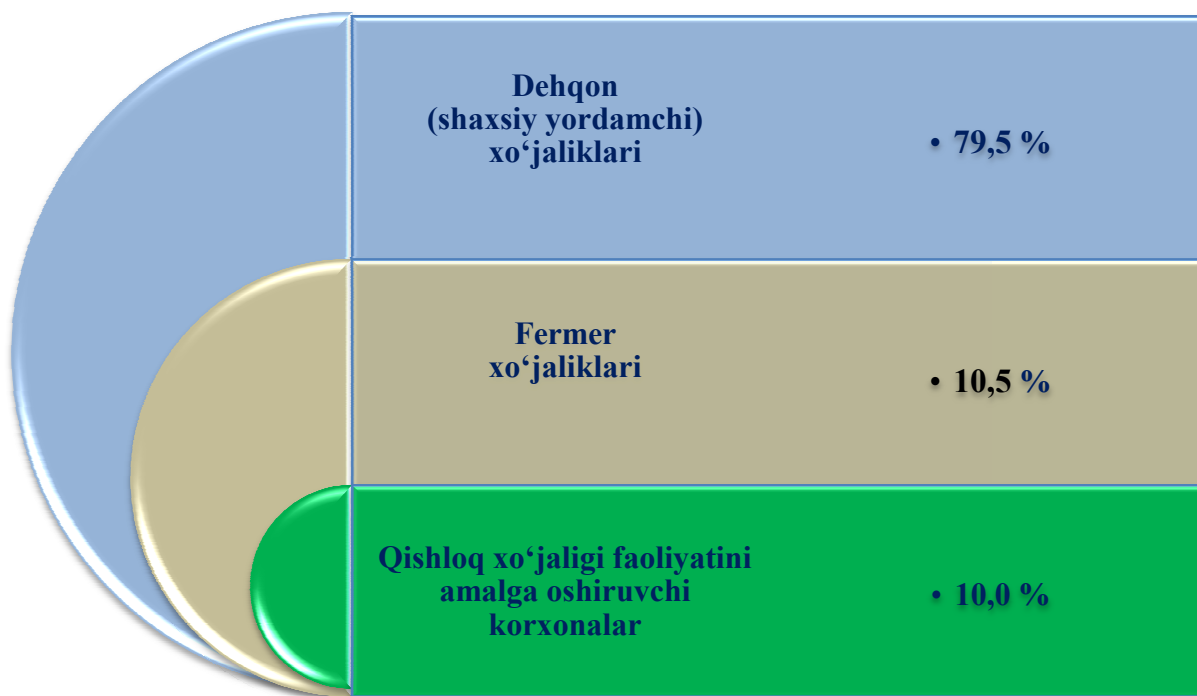 Dehqon
(shaxsiy yordamchi)
xo‘jaliklari
• 79,5 %
Fermer
xo‘jaliklari
• 10,5 %
Qishloq xo‘jaligi faoliyatini
amalga oshiruvchi
korxonalar
• 10,0 %